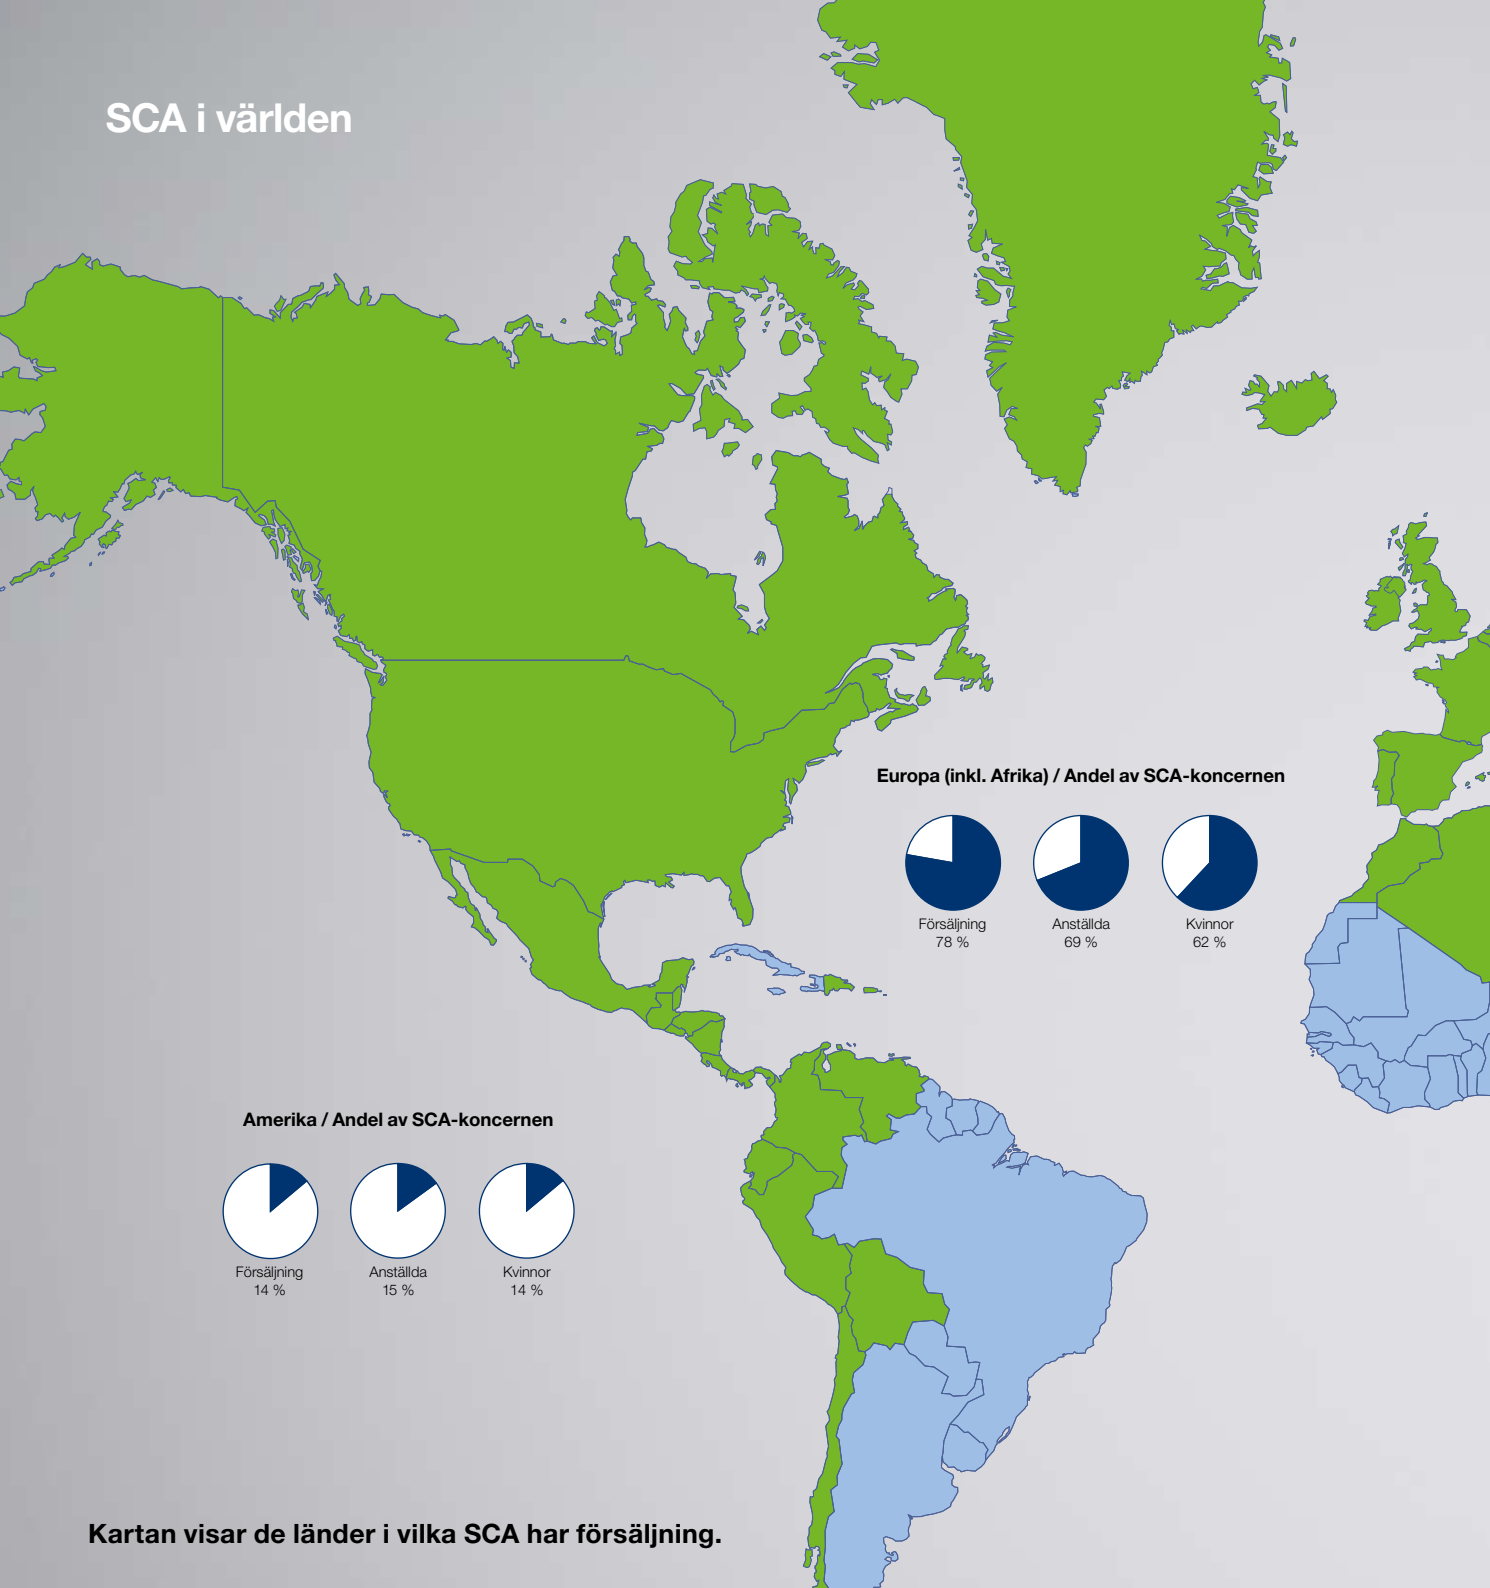 SCA i världen
Europa (inkl. Afrika) / Andel av SCA-koncernen
Försäljning
78 %
Anställda
69 %
Kvinnor
62 %
Amerika / Andel av SCA-koncernen
Försäljning
14 %
Anställda
15 %
Kvinnor
14 %
Kartan visar de länder i vilka SCA har försäljning.